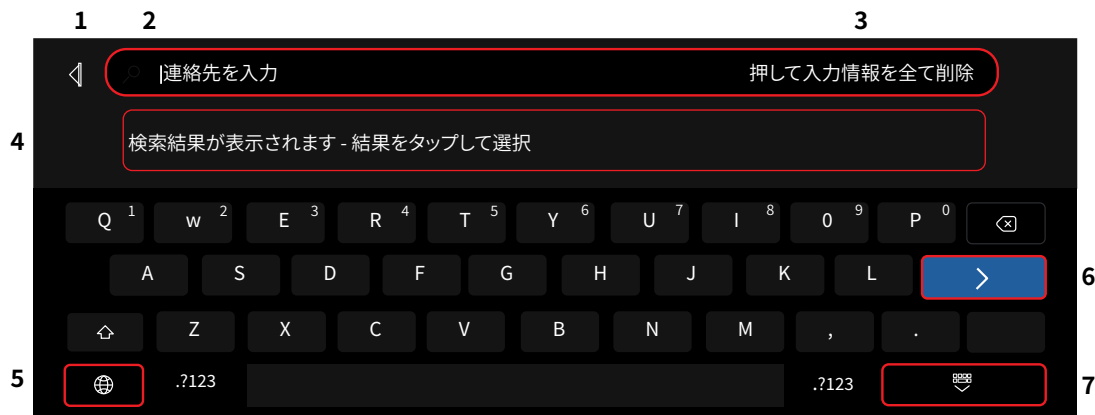 1 2 3
連絡先を入力 押して入力情報を全て削除
4 検索結果が表示されます - 結果をタップして選択
Q 1 w 2 E 3 R 4 T 5 Y 6 U 7 I 8 0 9 P 0
A S D F G H J K L 6
Z X C V B N M , .
5 .?123 .?123 7